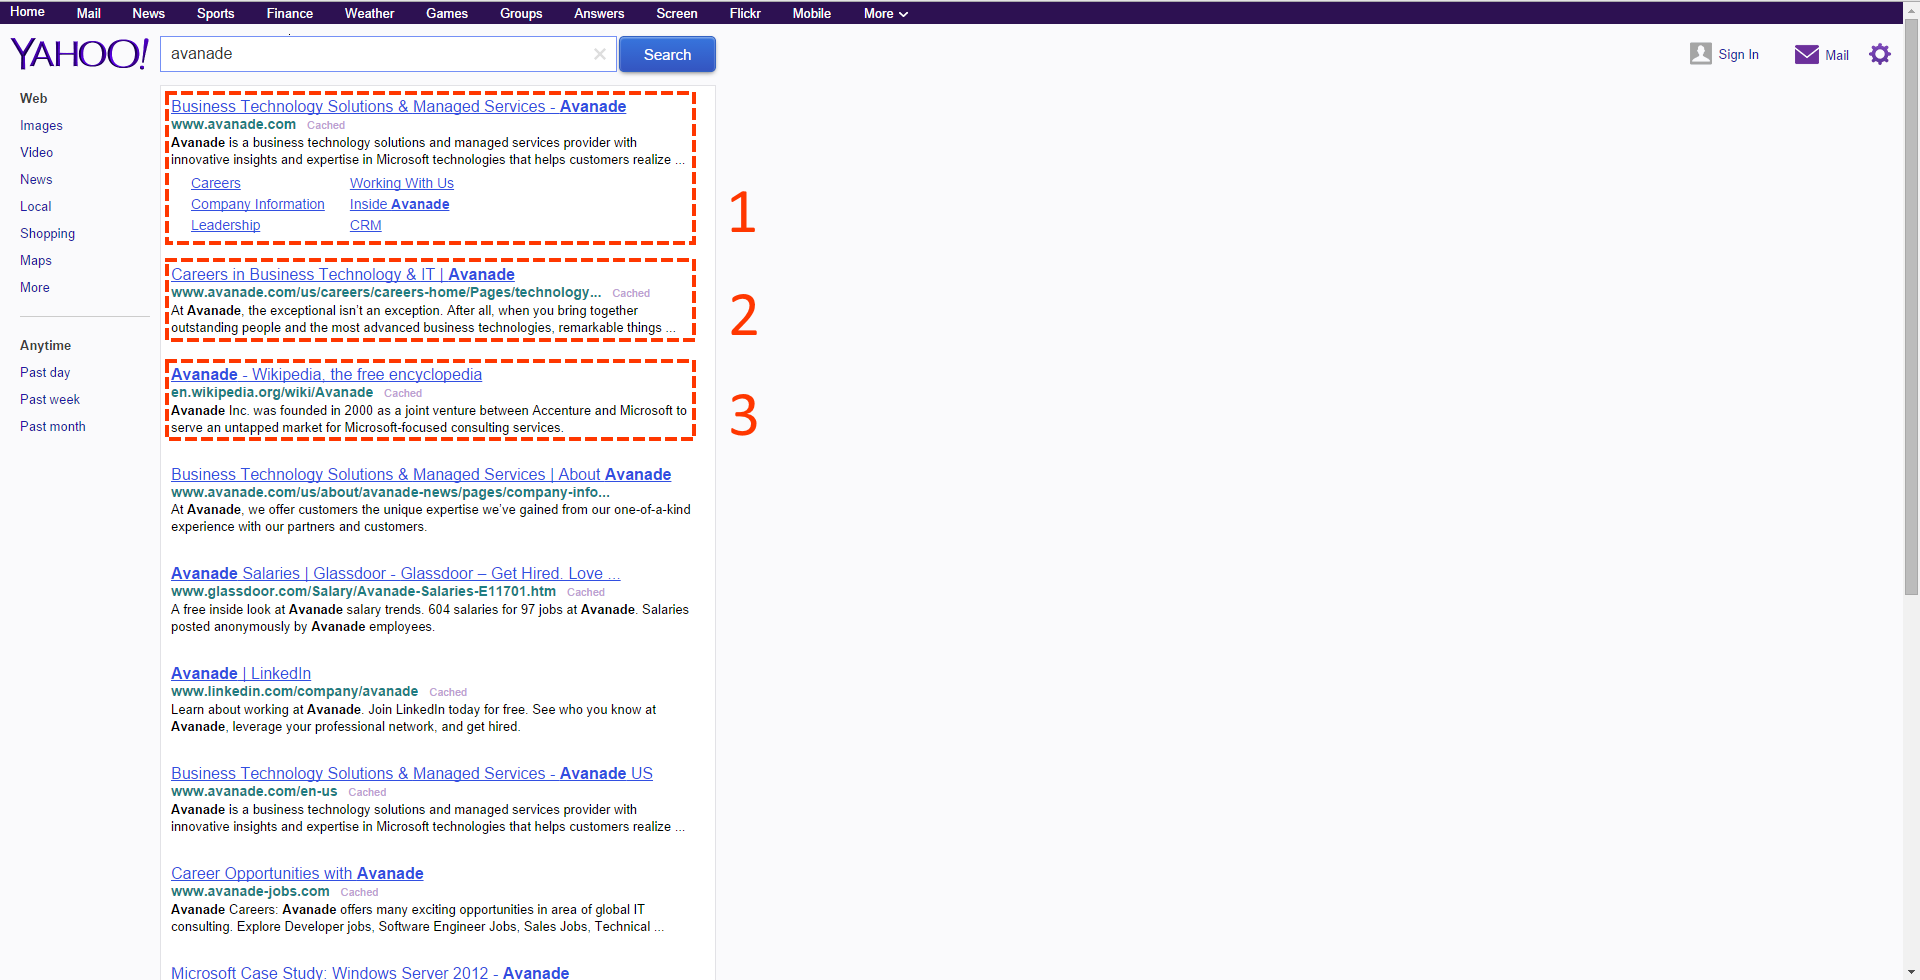 Home Mail News Sports Finance Weather Games Groups Answers Screen Flickr Mobile More
YAHOO! avanade Search Sign In Mail
Web
Images
Video
News
Local
Shopping
Maps
More
Anytime
Past day
Past week
Past month
Business Technology Solutions & Managed Services - Avanade
www.avanade.com Cached
Avanade is a business technology solutions and managed services provider with
innovative insights and expertise in Microsoft technologies that helps customers realize ...
Careers Working With Us
Company Information Inside Avanade
Leadership CRM
1
Careers in Business Technology & IT | Avanade
www.avanade.com/us/careers/careers-home/Pages/technology... Cached
At Avanade, the exceptional isn't an exception. After all, when you bring together
outstanding people and the most advanced business technologies, remarkable things ...
2
Avanade - Wikipedia, the free encyclopedia
en.wikipedia.org/wiki/Avanade Cached
Avanade Inc. was founded in 2000 as a joint venture between Accenture and Microsoft to
serve an untapped market for Microsoft-focused consulting services.
3
Business Technology Solutions & Managed Services | About Avanade
www.avanade.com/us/about/avanade-news/pages/company-info...
At Avanade, we offer customers the unique expertise we've gained from our one-of-a-kind
experience with our partners and customers.
Avanade Salaries | Glassdoor - Glassdoor – Get Hired. Love ...
www.glassdoor.com/Salary/Avanade-Salaries-E11701.htm Cached
A free inside look at Avanade salary trends. 604 salaries for 97 jobs at Avanade. Salaries
posted anonymously by Avanade employees.
Avanade | LinkedIn
www.linkedin.com/company/avanade Cached
Learn about working at Avanade. Join LinkedIn today for free. See who you know at
Avanade, leverage your professional network, and get hired.
Business Technology Solutions & Managed Services - Avanade US
www.avanade.com/en-us Cached
Avanade is a business technology solutions and managed services provider with
innovative insights and expertise in Microsoft technologies that helps customers realize ...
Career Opportunities with Avanade
www.avanade-jobs.com Cached
Avanade Careers: Avanade offers many exciting opportunities in area of global IT
consulting. Explore Developer jobs, Software Engineer Jobs, Sales Jobs, Technical ...
Microsoft Case Study: Windows Server 2012 - Avanade